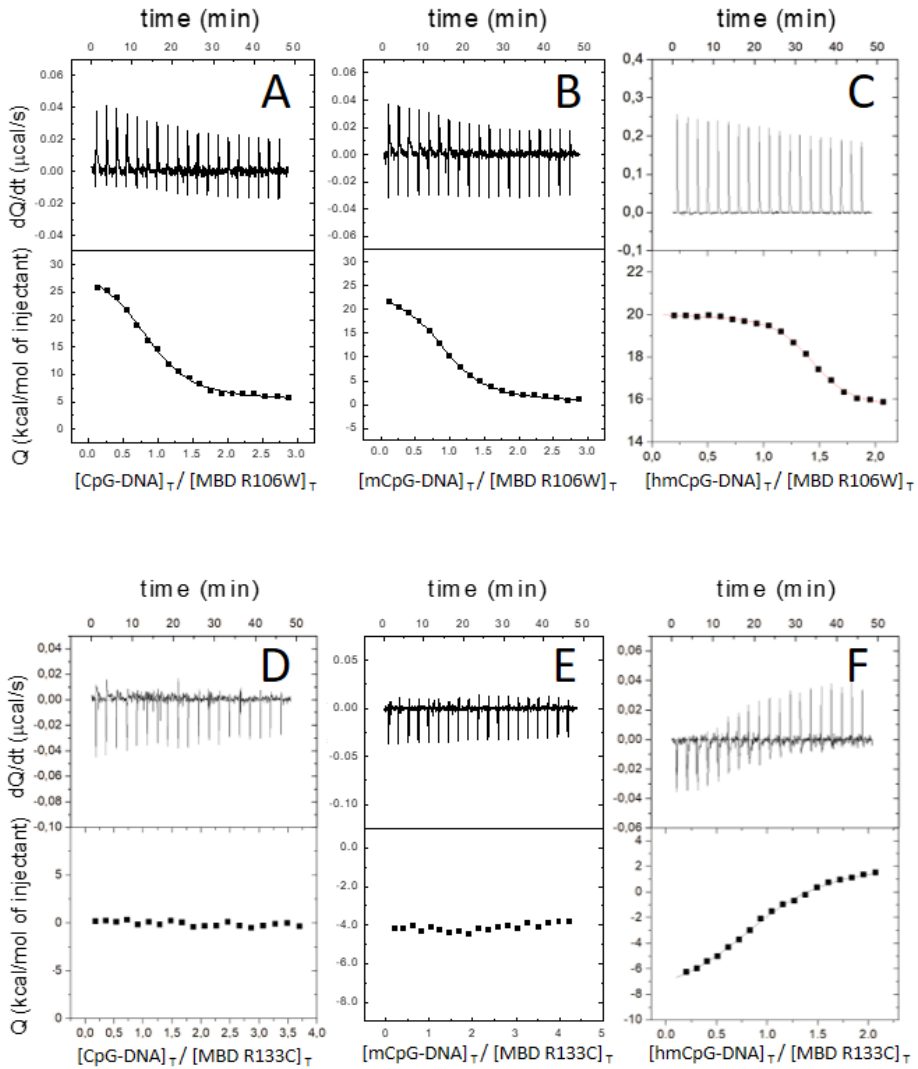 time (min) time (min) time (min)
0 10 20 30 40 50 0 10 20 30 40 50 0 10 20 30 40 50
A B C
dQ/dt (µcal/s)
0.06 0.06 0,4
0.04 0.04 0,3
0.02 0.02 0,2
0.00 0.00 0,1
-0.02 -0.02 0,0
-0.04 -0.04 -0,1
-0.06
Q (kcal/mol of injectant)
30 30 22
25 25 20
20 20 18
15 15 16
10 10 14
5 5
0 0
-5
0.0 0.5 1.0 1.5 2.0 2.5 3.0 0.0 0.5 1.0 1.5 2.0 2.5 3.0 0,0 0,5 1,0 1,5 2,0
[CpG-DNA]T / [MBD R106W]T [mCpG-DNA]T / [MBD R106W]T [hmCpG-DNA]T / [MBD R106W]T
time (min) time (min) time (min)
0 10 20 30 40 50 0 10 20 30 40 50 0 10 20 30 40 50
D E F
dQ/dt (µcal/s)
0,04 0.05 0,06
0,02 0.00 0,04
0,00 -0.05 0,02
-0,02 -0.10 0,00
-0,04 -0,02
-0,06 -0,04
-0,08 -0,06
-0,10
Q (kcal/mol of injectant)
5 0.0 4
0 -2.0 2
5 -4.0 0
-6.0 -2
-8.0 -4
-6
-8
-10
0,0 0,5 1,0 1,5 2,0 2,5 3,0 3,5 4,0 0 1 2 3 4 5 0,0 0,5 1,0 1,5 2,0
[CpG-DNA]T / [MBD R133C]T [mCpG-DNA]T / [MBD R133C]T [hmCpG-DNA]T / [MBD R133C]T